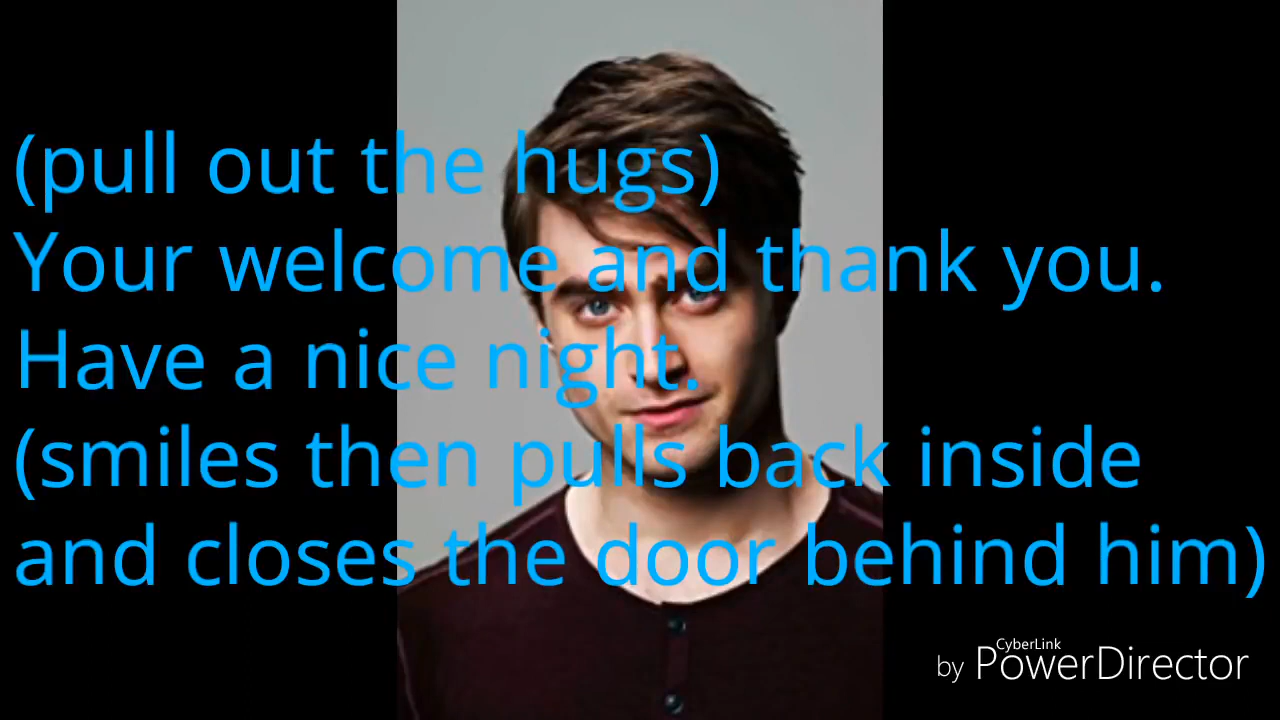 (pull out the hugs)
Your welcome and thank you.
Have a nice night.
(smiles then pulls back inside
and closes the door behind him)
CyberLink
by PowerDirector